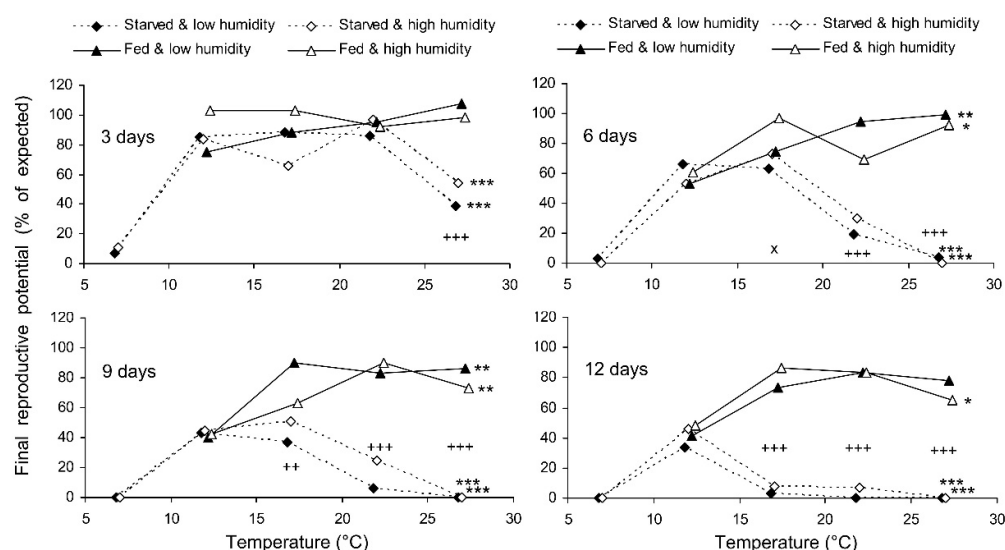 Starved & low humidity Starved & high humidity
Fed & low humidity Fed & high humidity
Starved & low humidity Starved & high humidity
Fed & low humidity Fed & high humidity
Final reproductive potential (% of expected)
120
100
80
60
40
20
0
3 days
***
***
+++
5 10 15 20 25 30
120
100
80
60
40
20
0
6 days
**
*
+++
x +++ ***
***
5 10 15 20 25 30
120
100
80
60
40
20
0
9 days
**
**
+++ +++
++
***
***
5 10 15 20 25 30
Temperature (°C)
120
100
80
60
40
20
0
12 days
*
+++ +++ +++
***
***
5 10 15 20 25 30
Temperature (°C)